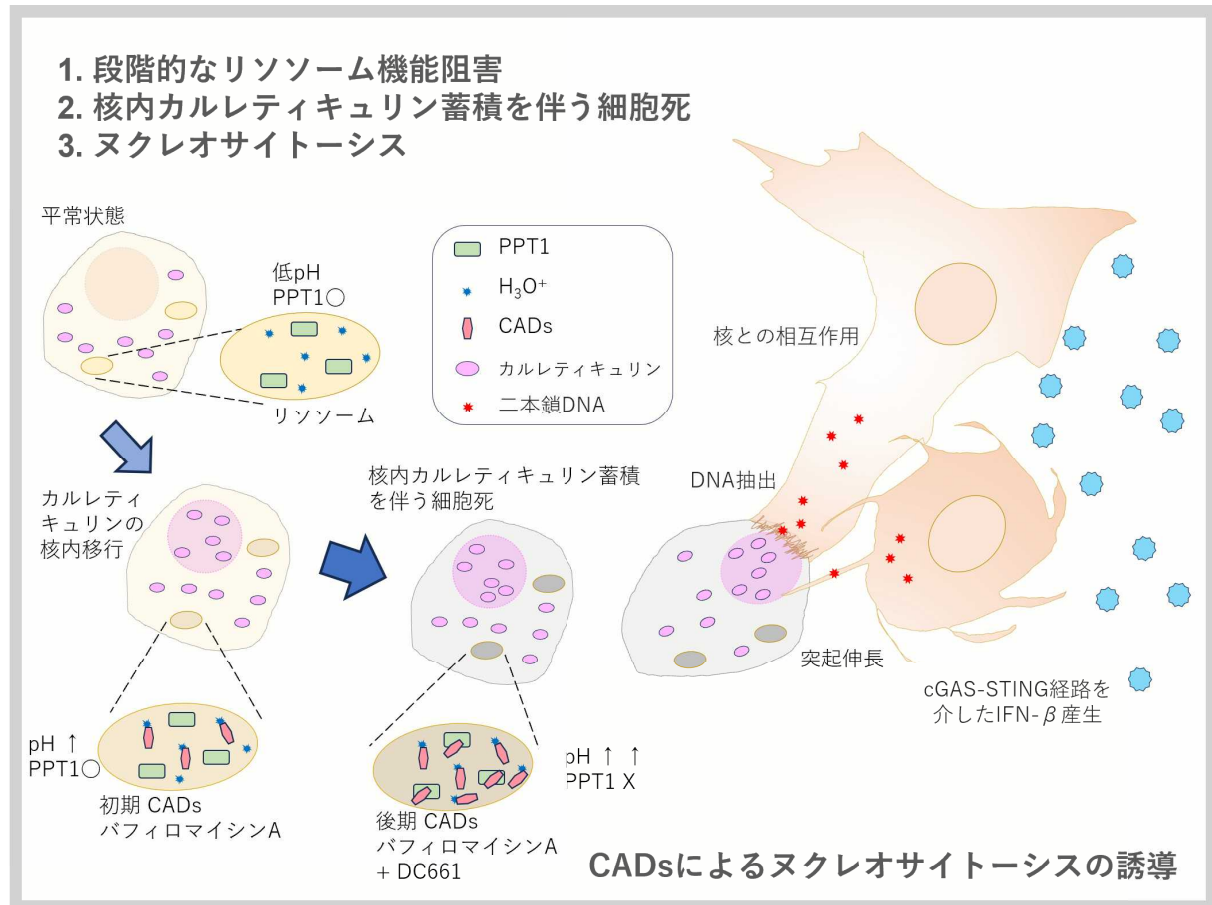 1. 段階的なリソソーム機能阻害
2. 核内カルレティキュリン蓄積を伴う細胞死
3. ヌクレオサイトーシス
平常状態
低pH
PPT1〇
リソソーム
PPT1
H₃O⁺
CADs
カルレティキュリン
二本鎖DNA
カルレティ
キュリンの
核内移行
pH ↑
PPT1〇
初期 CADs
バフィロマイシンA
核内カルレティキュリン蓄積
を伴う細胞死
pH ↑ ↑
PPT1 X
後期 CADs
バフィロマイシンA
+ DC661
核との相互作用
DNA抽出
突起伸長
cGAS-STING経路を
介したIFN-β産生
CADsによるヌクレオサイトーシスの誘導